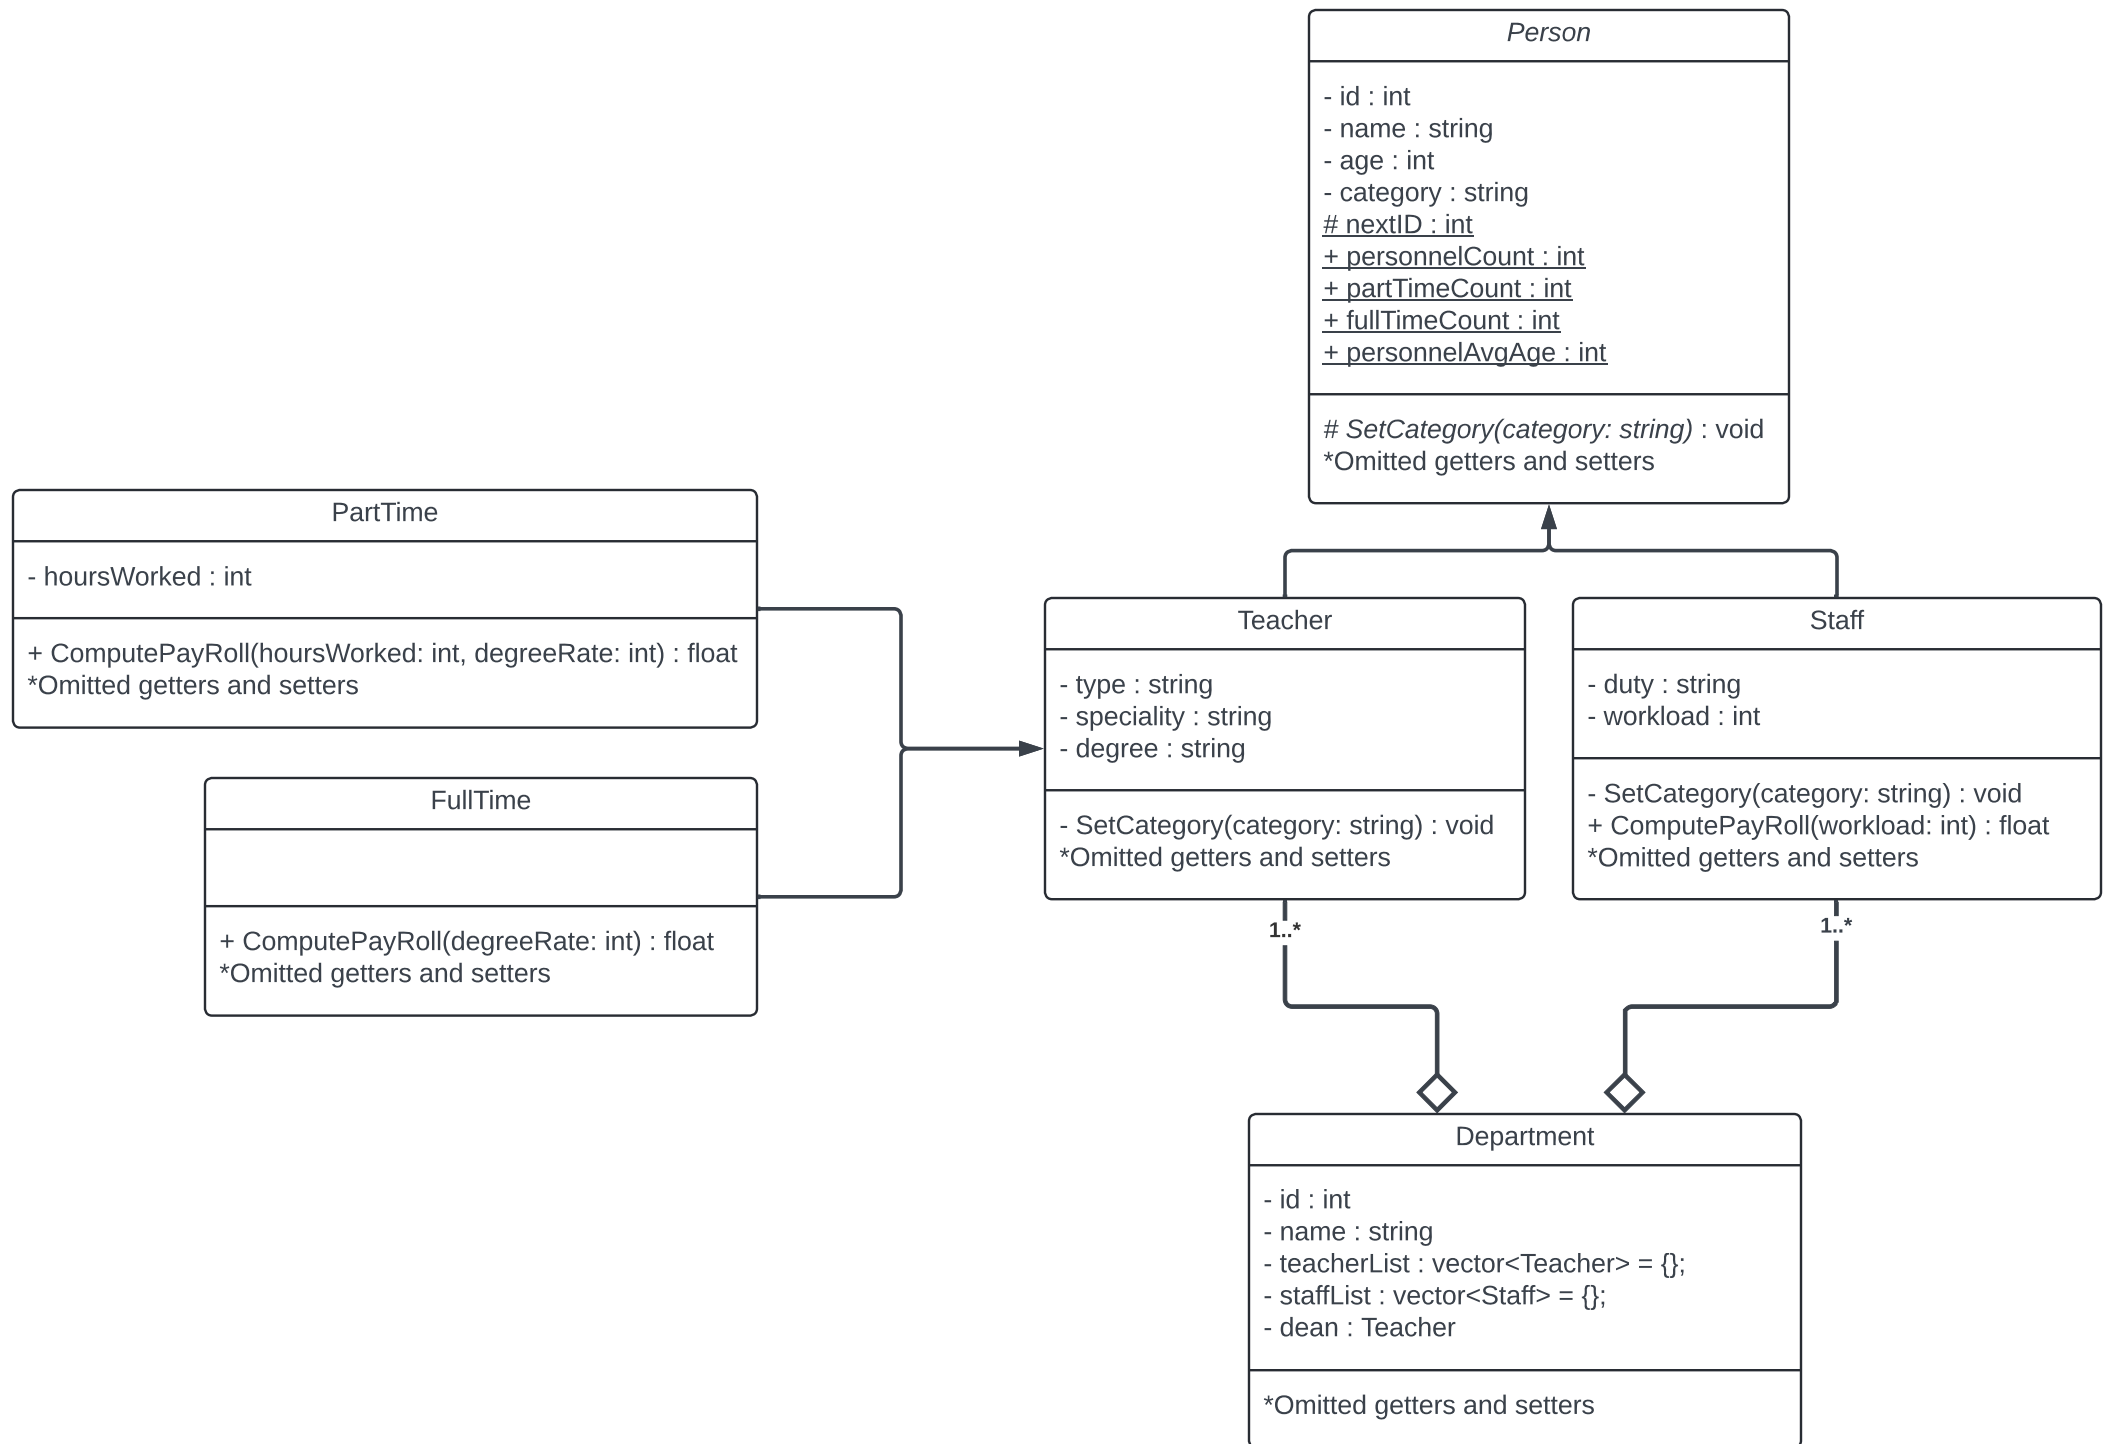 Person
- id : int
- name : string
- age : int
- category : string
# nextID : int
+ personnelCount : int
+ partTimeCount : int
+ fullTimeCount : int
+ personnelAvgAge : int
# SetCategory(category: string) : void
*Omitted getters and setters
PartTime
- hoursWorked : int
+ ComputePayRoll(hoursWorked: int, degreeRate: int) : float
*Omitted getters and setters
FullTime
+ ComputePayRoll(degreeRate: int) : float
*Omitted getters and setters
Teacher
- type : string
- speciality : string
- degree : string
- SetCategory(category: string) : void
*Omitted getters and setters
1..*
Staff
- duty : string
- workload : int
- SetCategory(category: string) : void
+ ComputePayRoll(workload: int) : float
*Omitted getters and setters
1..*
Department
- id : int
- name : string
- teacherList : vector<Teacher> = {};
- staffList : vector<Staff> = {};
- dean : Teacher
*Omitted getters and setters